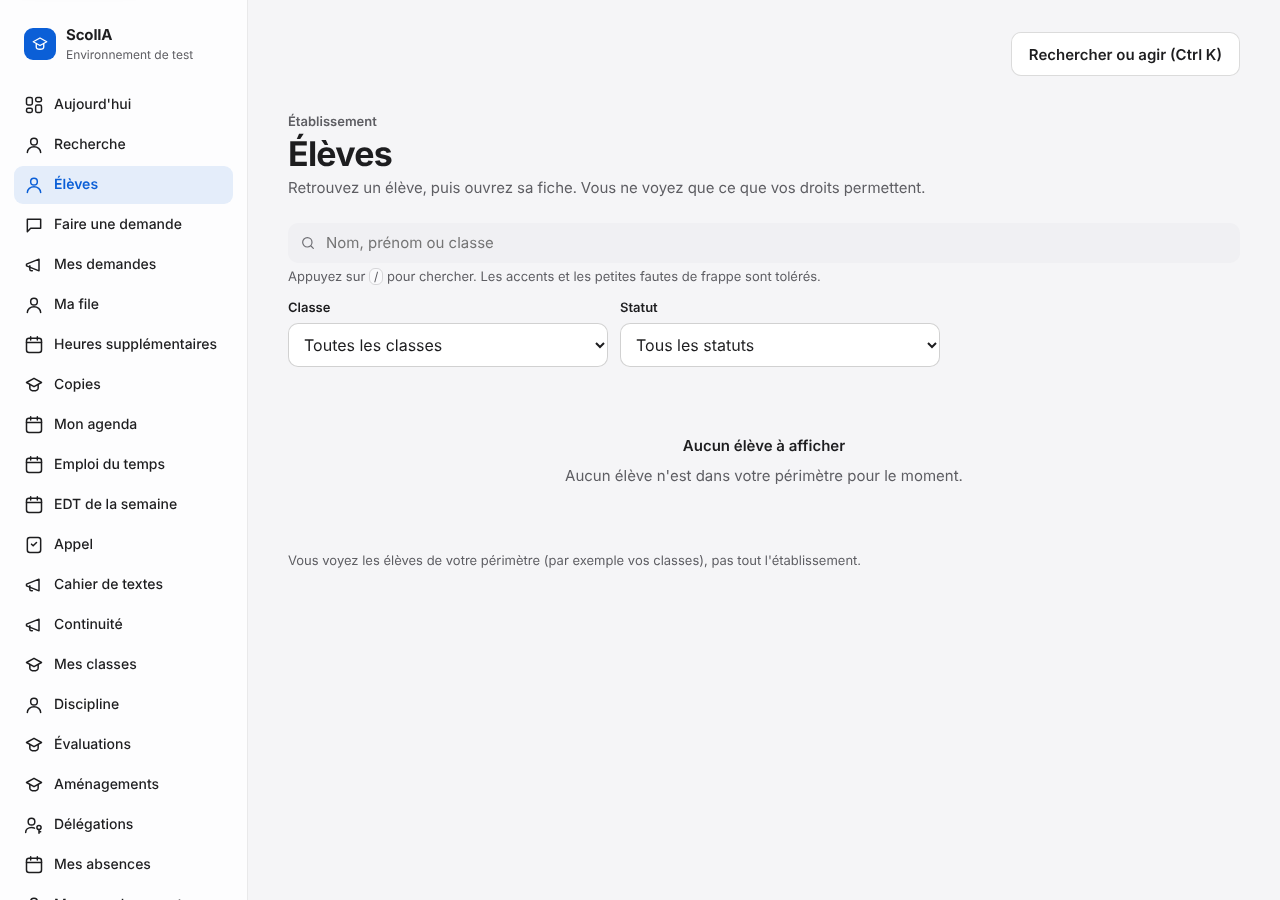 ScolIA
Environnement de test
Rechercher ou agir (Ctrl K)
Aujourd'hui
Recherche
Élèves
Faire une demande
Mes demandes
Ma file
Heures supplémentaires
Copies
Mon agenda
Emploi du temps
EDT de la semaine
Appel
Cahier de textes
Continuité
Mes classes
Discipline
Évaluations
Aménagements
Délégations
Mes absences
Établissement
Élèves
Retrouvez un élève, puis ouvrez sa fiche. Vous ne voyez que ce que vos droits permettent.
Nom, prénom ou classe
Appuyez sur / pour chercher. Les accents et les petites fautes de frappe sont tolérés.
Classe
Statut
Toutes les classes
Tous les statuts
Aucun élève à afficher
Aucun élève n'est dans votre périmètre pour le moment.
Vous voyez les élèves de votre périmètre (par exemple vos classes), pas tout l'établissement.